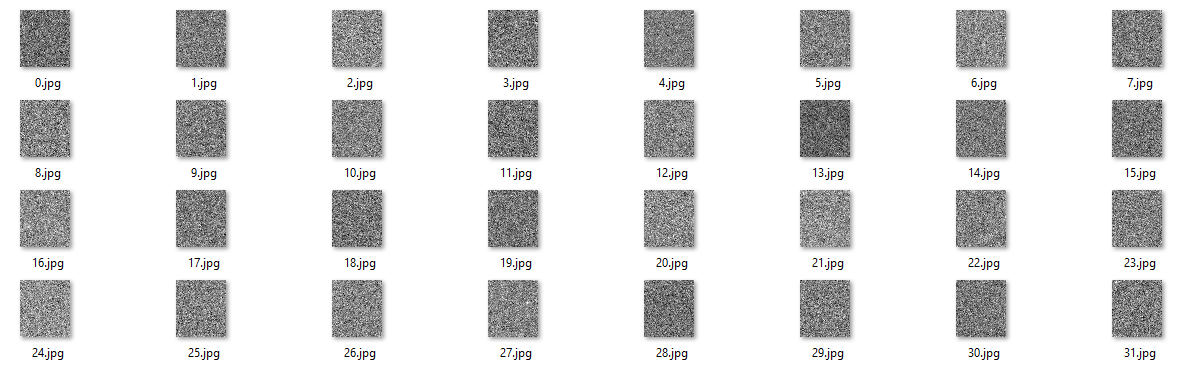 0.jpg 1.jpg 2.jpg 3.jpg 4.jpg 5.jpg 6.jpg 7.jpg
8.jpg 9.jpg 10.jpg 11.jpg 12.jpg 13.jpg 14.jpg 15.jpg
16.jpg 17.jpg 18.jpg 19.jpg 20.jpg 21.jpg 22.jpg 23.jpg
24.jpg 25.jpg 26.jpg 27.jpg 28.jpg 29.jpg 30.jpg 31.jpg